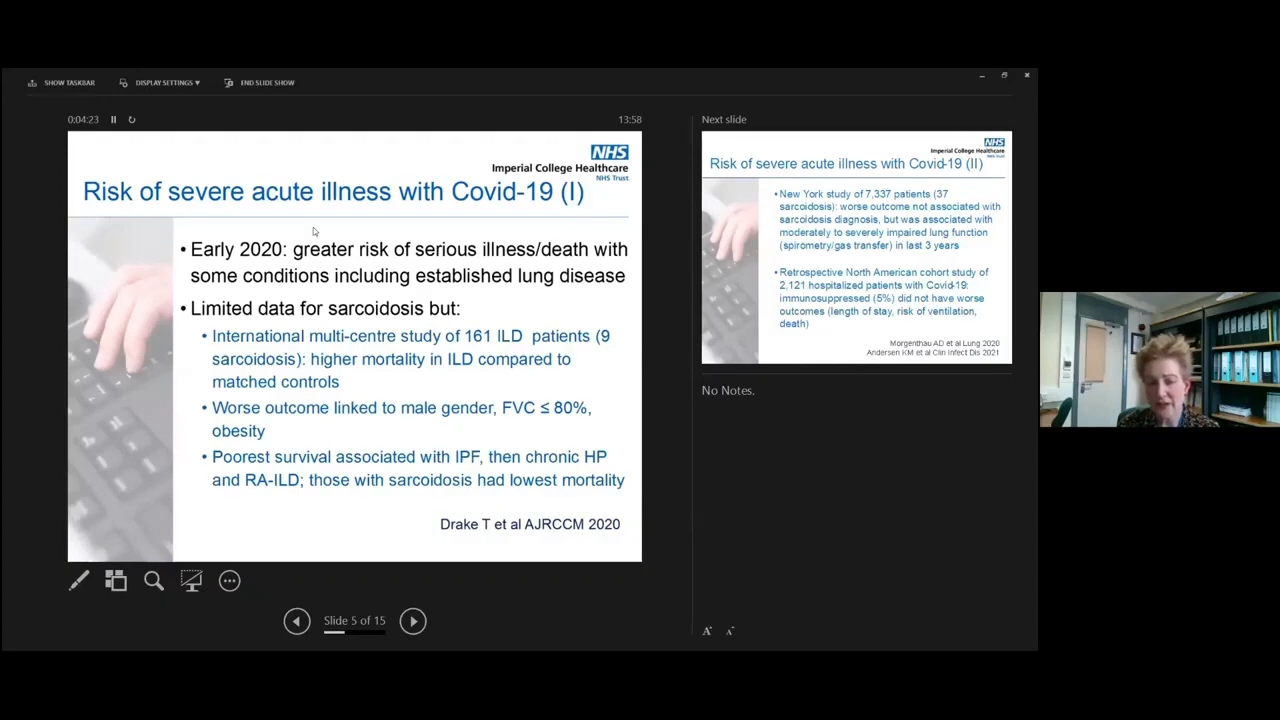 SHOW TASKBAR
DISPLAY SETTINGS ▼
END SLIDE SHOW
0:04:23
13:58
NHS
Imperial College Healthcare
NHS Trust
Risk of severe acute illness with Covid-19 (I)
• Early 2020: greater risk of serious illness/death with
some conditions including established lung disease
• Limited data for sarcoidosis but:
• International multi-centre study of 161 ILD patients (9
sarcoidosis): higher mortality in ILD compared to
matched controls
• Worse outcome linked to male gender, FVC ≤ 80%,
obesity
• Poorest survival associated with IPF, then chronic HP
and RA-ILD; those with sarcoidosis had lowest mortality
Drake T et al AJRCCM 2020
Slide 5 of 15
Next slide
NHS
Imperial College Healthcare
NHS Trust
Risk of severe acute illness with Covid-19 (II)
• New York study of 7,337 patients (37
sarcoidosis): worse outcome not associated with
sarcoidosis diagnosis, but was associated with
moderately to severely impaired lung function
(spirometry/gas transfer) in last 3 years
• Retrospective North American cohort study of
2,121 hospitalized patients with Covid-19:
immunosuppressed (5%) did not have worse
outcomes (length of stay, risk of ventilation,
death)
Morgenthau AD et al Lung 2020
Andersen KM et al Clin Infect Dis 2021
No Notes.
A A